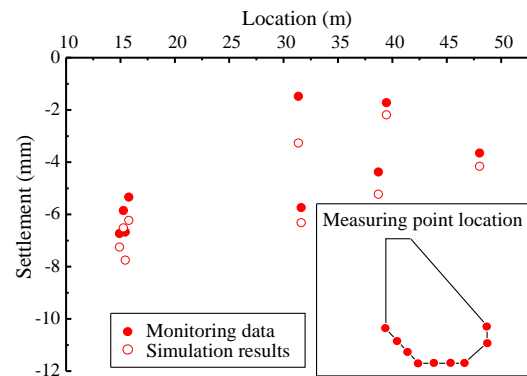 Location (m)
10 15 20 25 30 35 40 45 50
Settlement (mm)
-2
-4
-6
-8
-10
-12
Measuring point location
Monitoring data
Simulation results